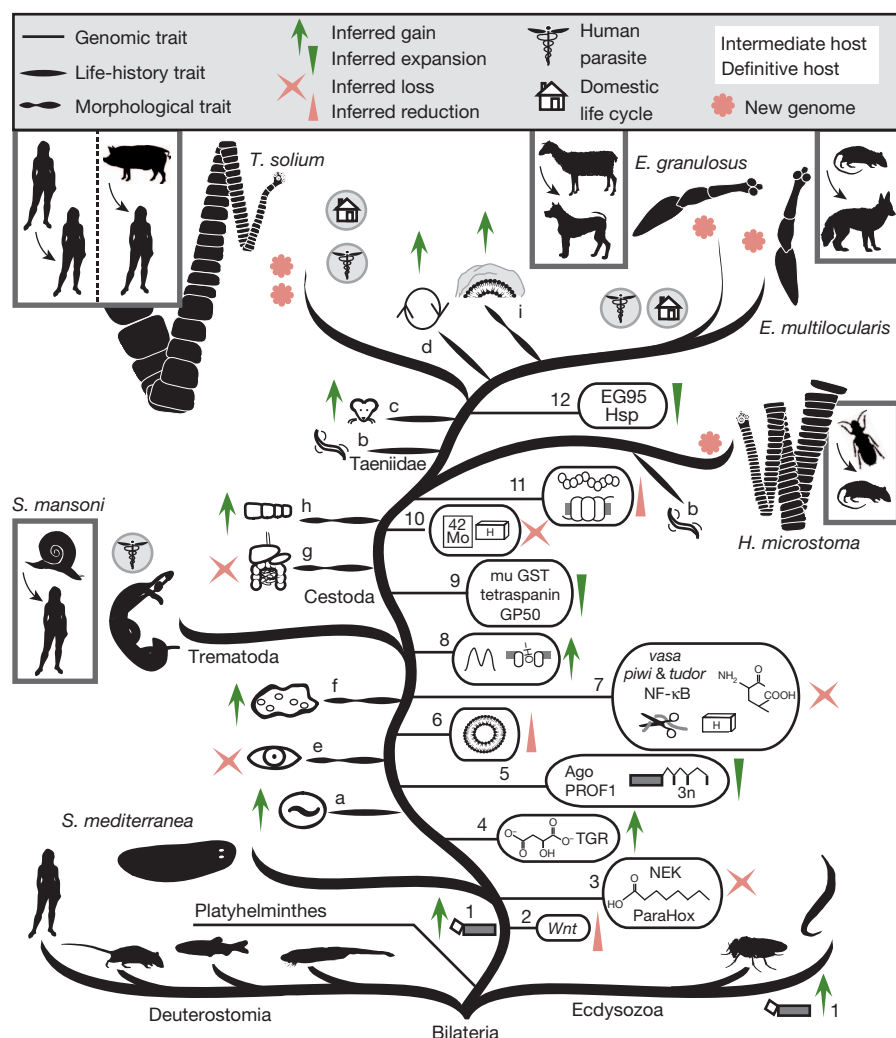 Genomic trait
Life-history trait
Morphological trait
Inferred gain
Inferred expansion
Inferred loss
Inferred reduction
Human
parasite
Domestic
life cycle
Intermediate host
Definitive host
New genome
T. solium
E. granulosus
E. multilocularis
i
d
c
b
Taeniidae
12
EG95
Hsp
S. mansoni
h
g
Cestoda
11
10
42
Mo
H
b
H. microstoma
9
mu GST
tetraspanin
GP50
Trematoda
8
7
vasa
piwi & tudor
NF-κB
NH2
O
COOH
H
f
6
e
5
Ago
PROF1
3n
a
4
O-
O
O
OH
O-
TGR
S. mediterranea
3
NEK
O
HO
ParaHox
Platyhelminthes
1
2
Wnt
Deuterostomia
Bilateria
Ecdysozoa
1